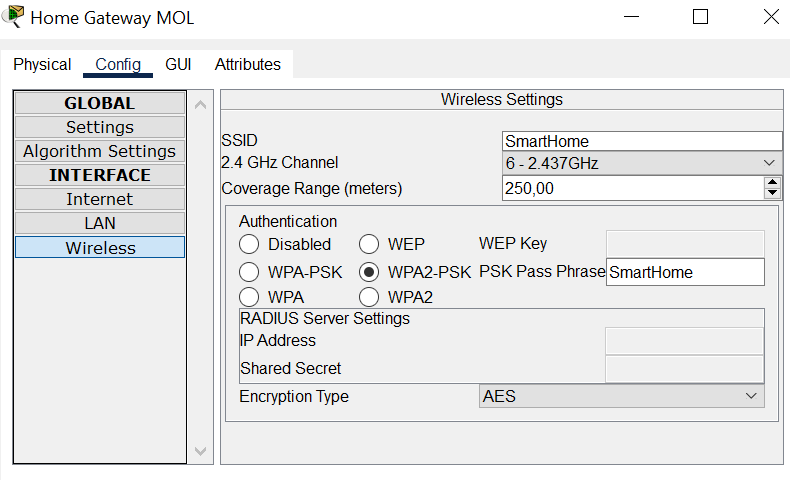 Home Gateway MOL
Physical Config GUI Attributes
GLOBAL
Settings
Algorithm Settings
INTERFACE
Internet
LAN
Wireless
Wireless Settings
SSID SmartHome
2.4 GHz Channel 6 - 2.437GHz
Coverage Range (meters) 250,00
Authentication
Disabled WEP WEP Key
WPA-PSK WPA2-PSK PSK Pass Phrase SmartHome
WPA WPA2
RADIUS Server Settings
IP Address
Shared Secret
Encryption Type AES